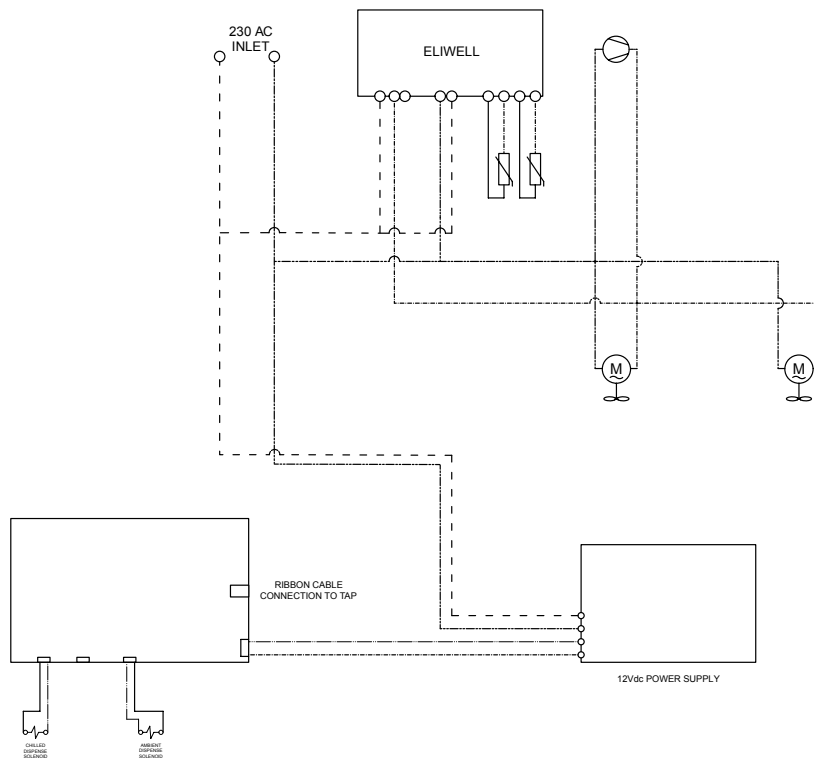 230 AC
INLET
ELIWELL
M
M
RIBBON CABLE
CONNECTION TO TAP
12Vdc POWER SUPPLY
CHILLED
DISPENSE
SOLENOID
AMBIENT
DISPENSE
SOLENOID